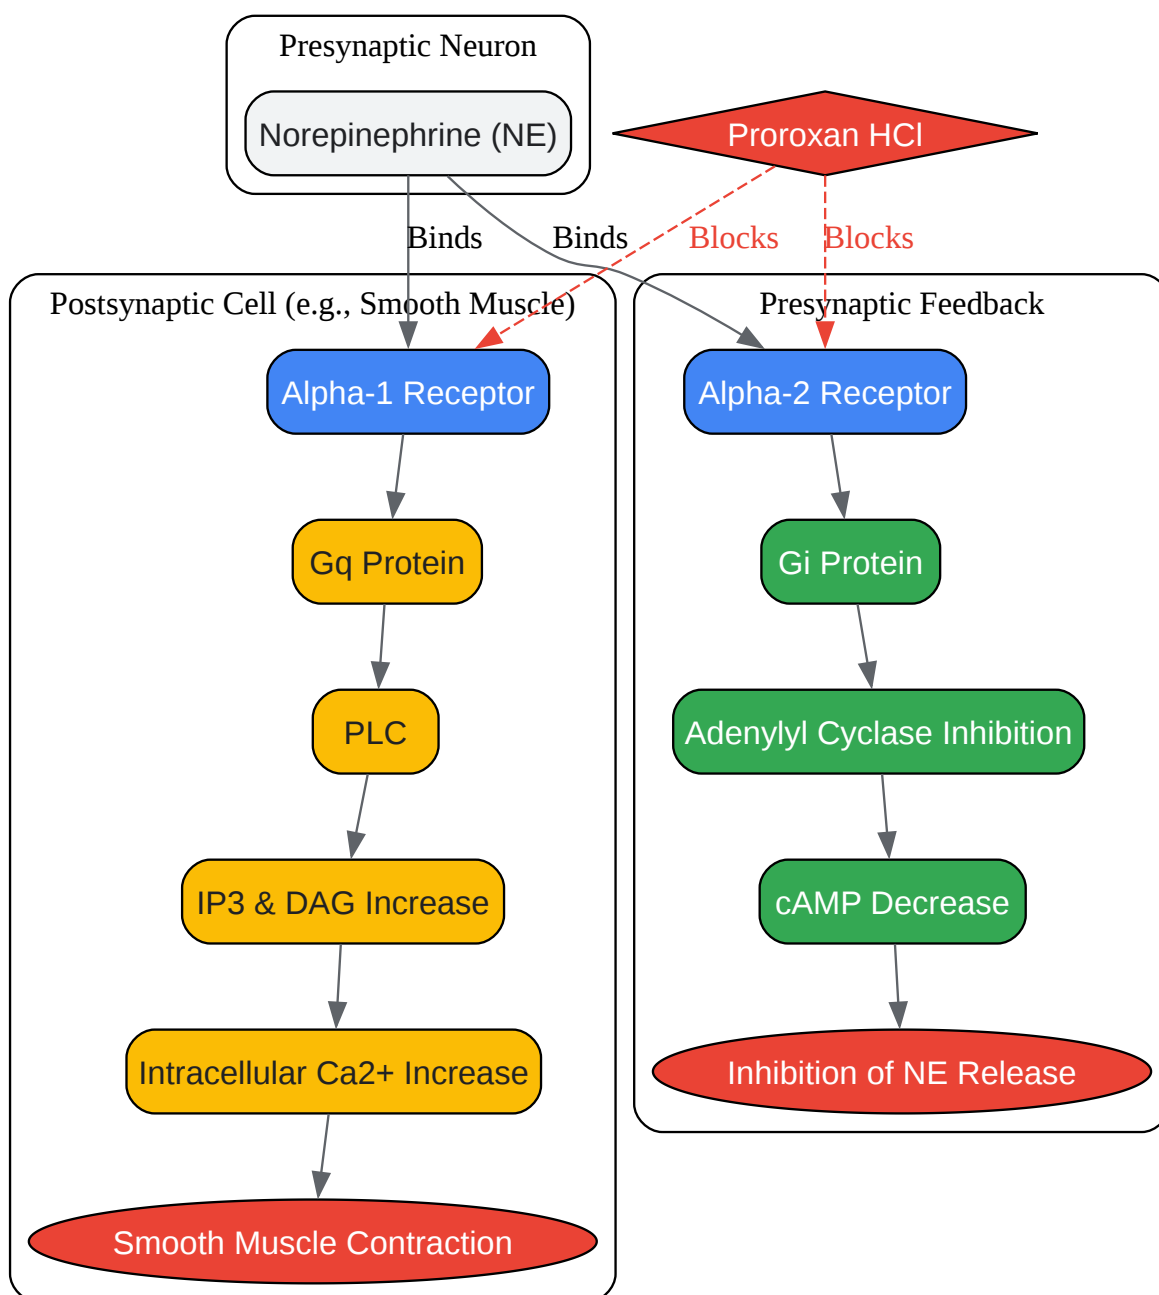 Presynaptic Neuron
Norepinephrine (NE)
Proroxan HCl
Binds
Binds
Blocks
Blocks
Postsynaptic Cell (e.g., Smooth Muscle)
Presynaptic Feedback
Alpha-1 Receptor
Alpha-2 Receptor
Gq Protein
Gi Protein
PLC
Adenylyl Cyclase Inhibition
IP3 & DAG Increase
cAMP Decrease
Intracellular Ca2+ Increase
Inhibition of NE Release
Smooth Muscle Contraction